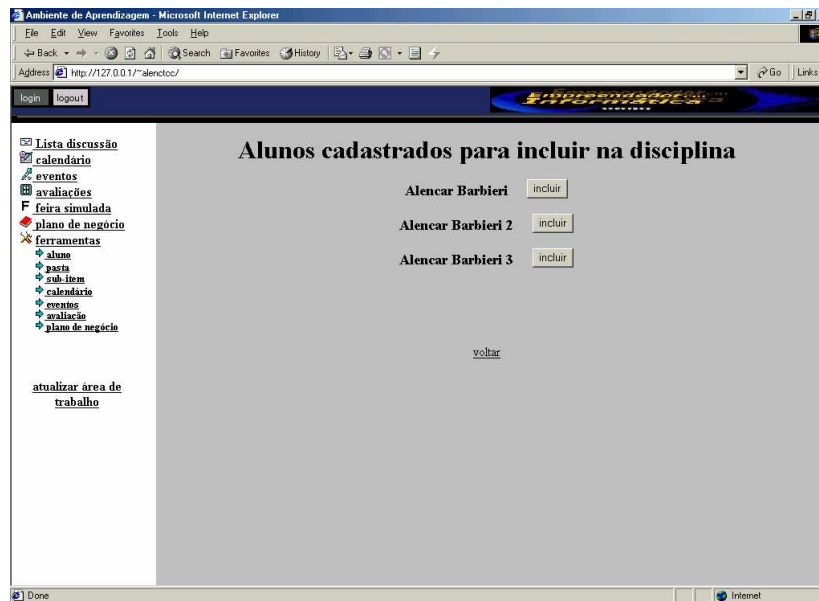 Ambiente de Aprendizagem - Microsoft Internet Explorer
File Edit View Favorites Tools Help
Back Search Favorites History
Address http://127.0.0.1/~alenctcc/ Go Links
login logout
Empreendedor em
Informática
Lista discussão
calendário
eventos
avaliações
F feira simulada
plano de negócio
ferramentas
aluno
pasta
sub-item
calendário
eventos
avaliação
plano de negócio
atualizar área de
trabalho
Alunos cadastrados para incluir na disciplina
Alencar Barbieri incluir
Alencar Barbieri 2 incluir
Alencar Barbieri 3 incluir
voltar
Done Internet